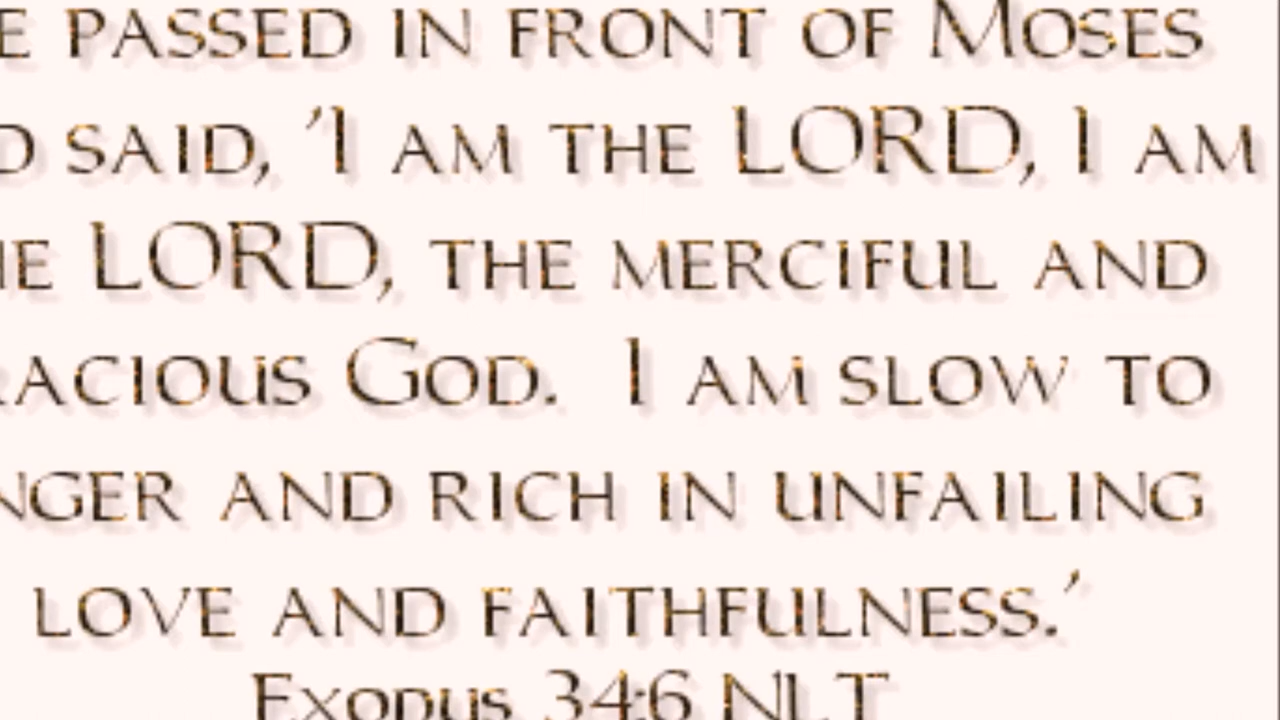 E PASSED IN FRONT OF MOSES
D SAID, 'I AM THE LORD, I AM
HE LORD, THE MERCIFUL AND
RACIOUS GOD. I AM SLOW TO
NGER AND RICH IN UNFAILING
LOVE AND FAITHFULNESS.'
EXODUS 34:6 NLT